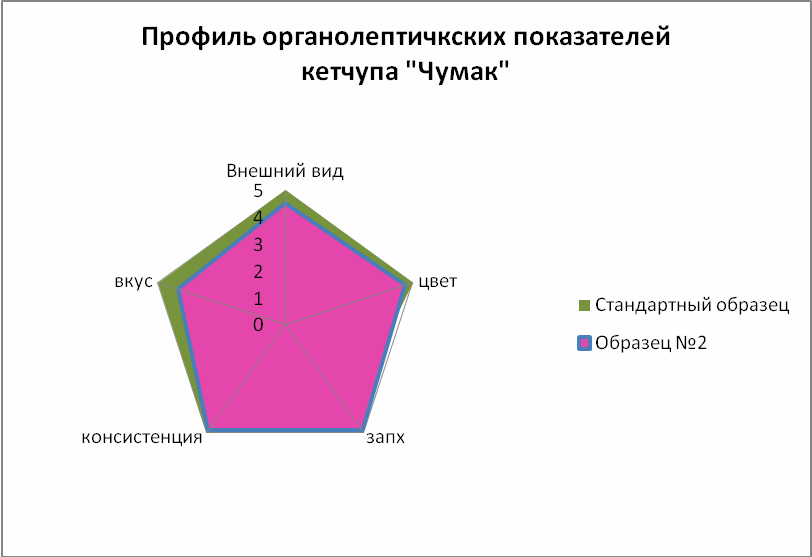 Профиль органолептичкских показателей
кетчупа "Чумак"
Внешний вид
5
4
3
2
1
0
вкус
цвет
консистенция
запх
Стандартный образец
Образец №2